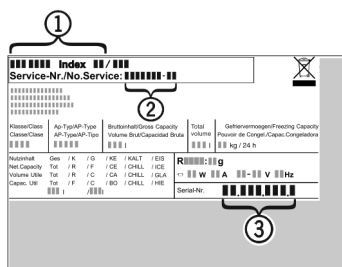 1
Index /
Service-Nr./No.Service: -
2
Klasse/Class
Classe/Clase
Ap-Typ/AP-Type
AP-Type/AP-Tipo
Bruttoinhalt/Gross Capacity
Volume Brut/Capacidad Bruta
l
Total
volume
l
Gefriervermoegen/Freezing Capacity
Pouvoir de Congel./Capac.Congeladora
kg / 24 h
Nutzinhalt Ges / K / G / KE / KALT / EIS
Net.Capacity Tot / R / F / CE / CHILL / ICE
Volume Utile Tot / R / C / CA / CHILL / GLA
Capac. Util Tot / F / C / BO / CHILL / HIE
l / l
R : g
W A - V Hz
Serial-Nr. . . .
3